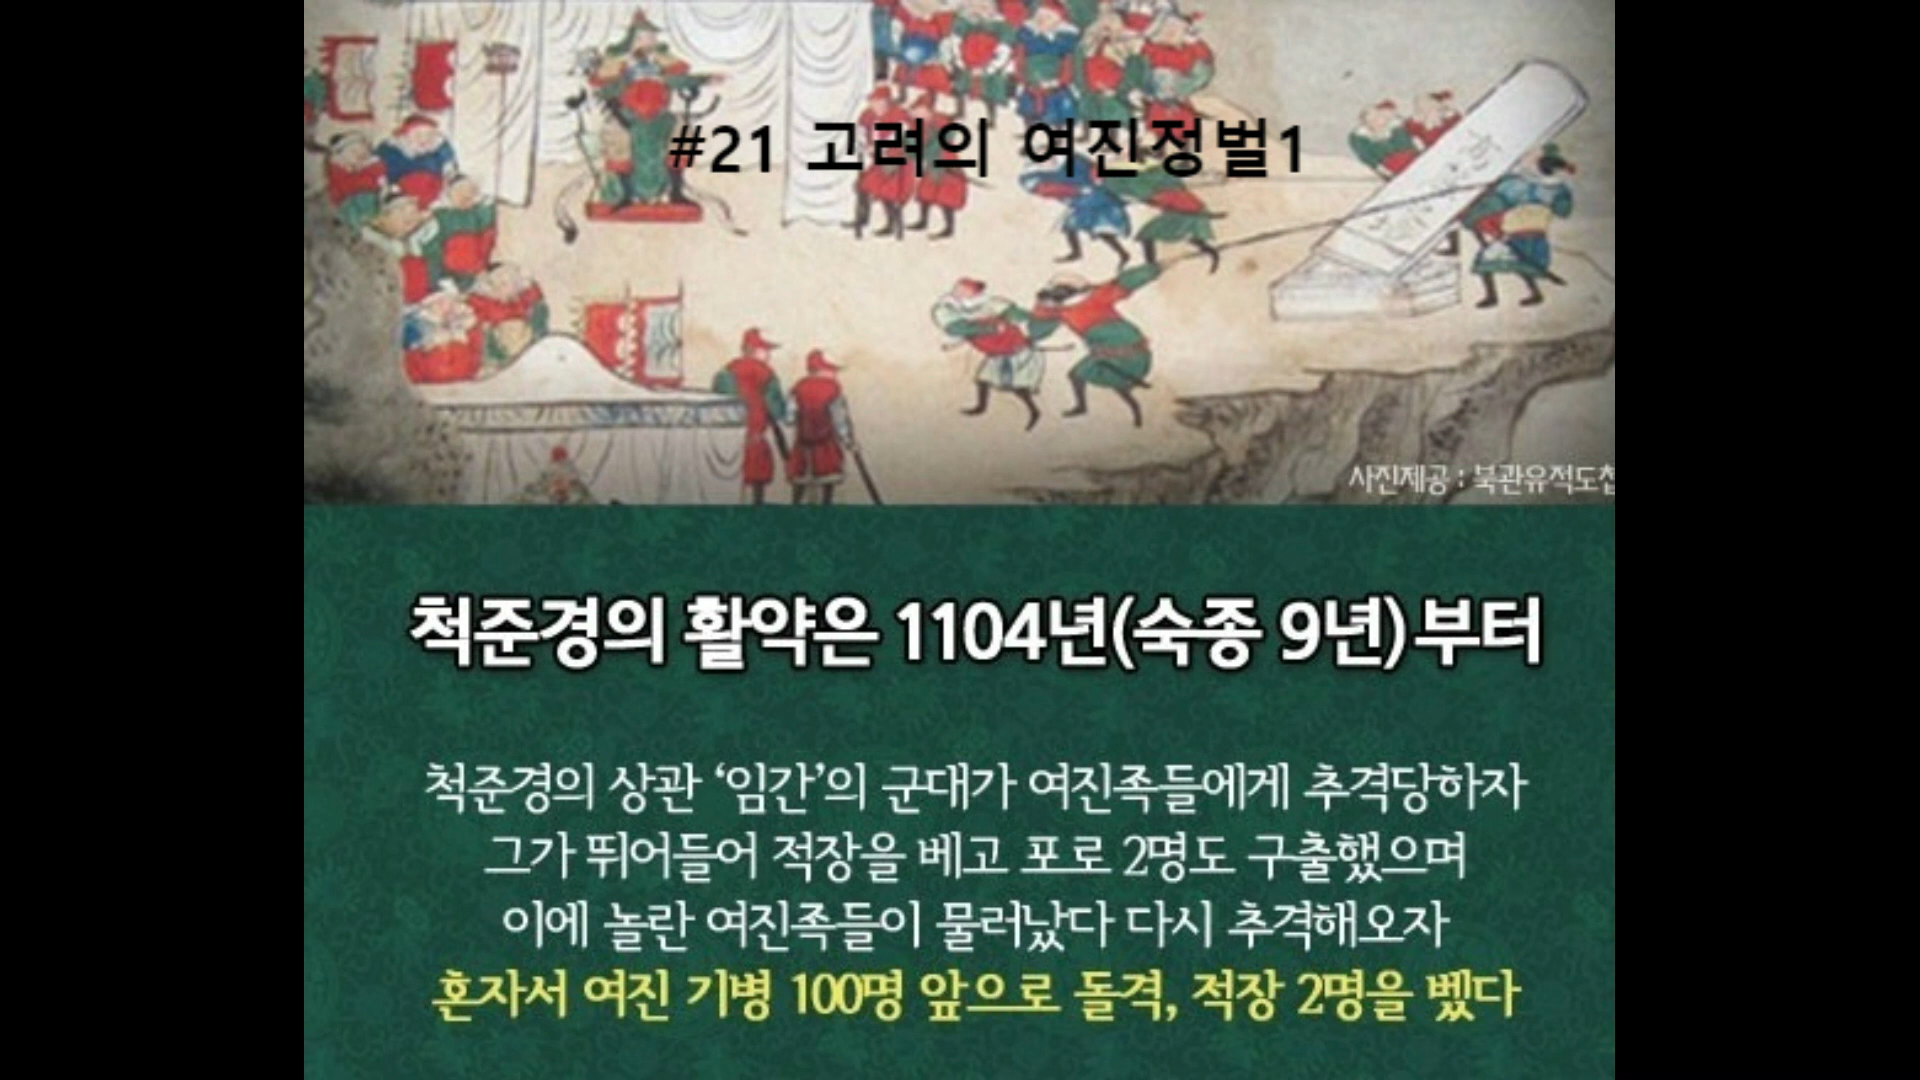 #21 고려의 여진정벌1
사진제공 : 북관유적도첩
척준경의 활약은 1104년(숙종 9년)부터
척준경의 상관 ‘임간’의 군대가 여진족들에게 추격당하자
그가 뛰어들어 적장을 베고 포로 2명도 구출했으며
이에 놀란 여진족들이 물러났다 다시 추격해오자
혼자서 여진 기병 100명 앞으로 돌격, 적장 2명을 벴다